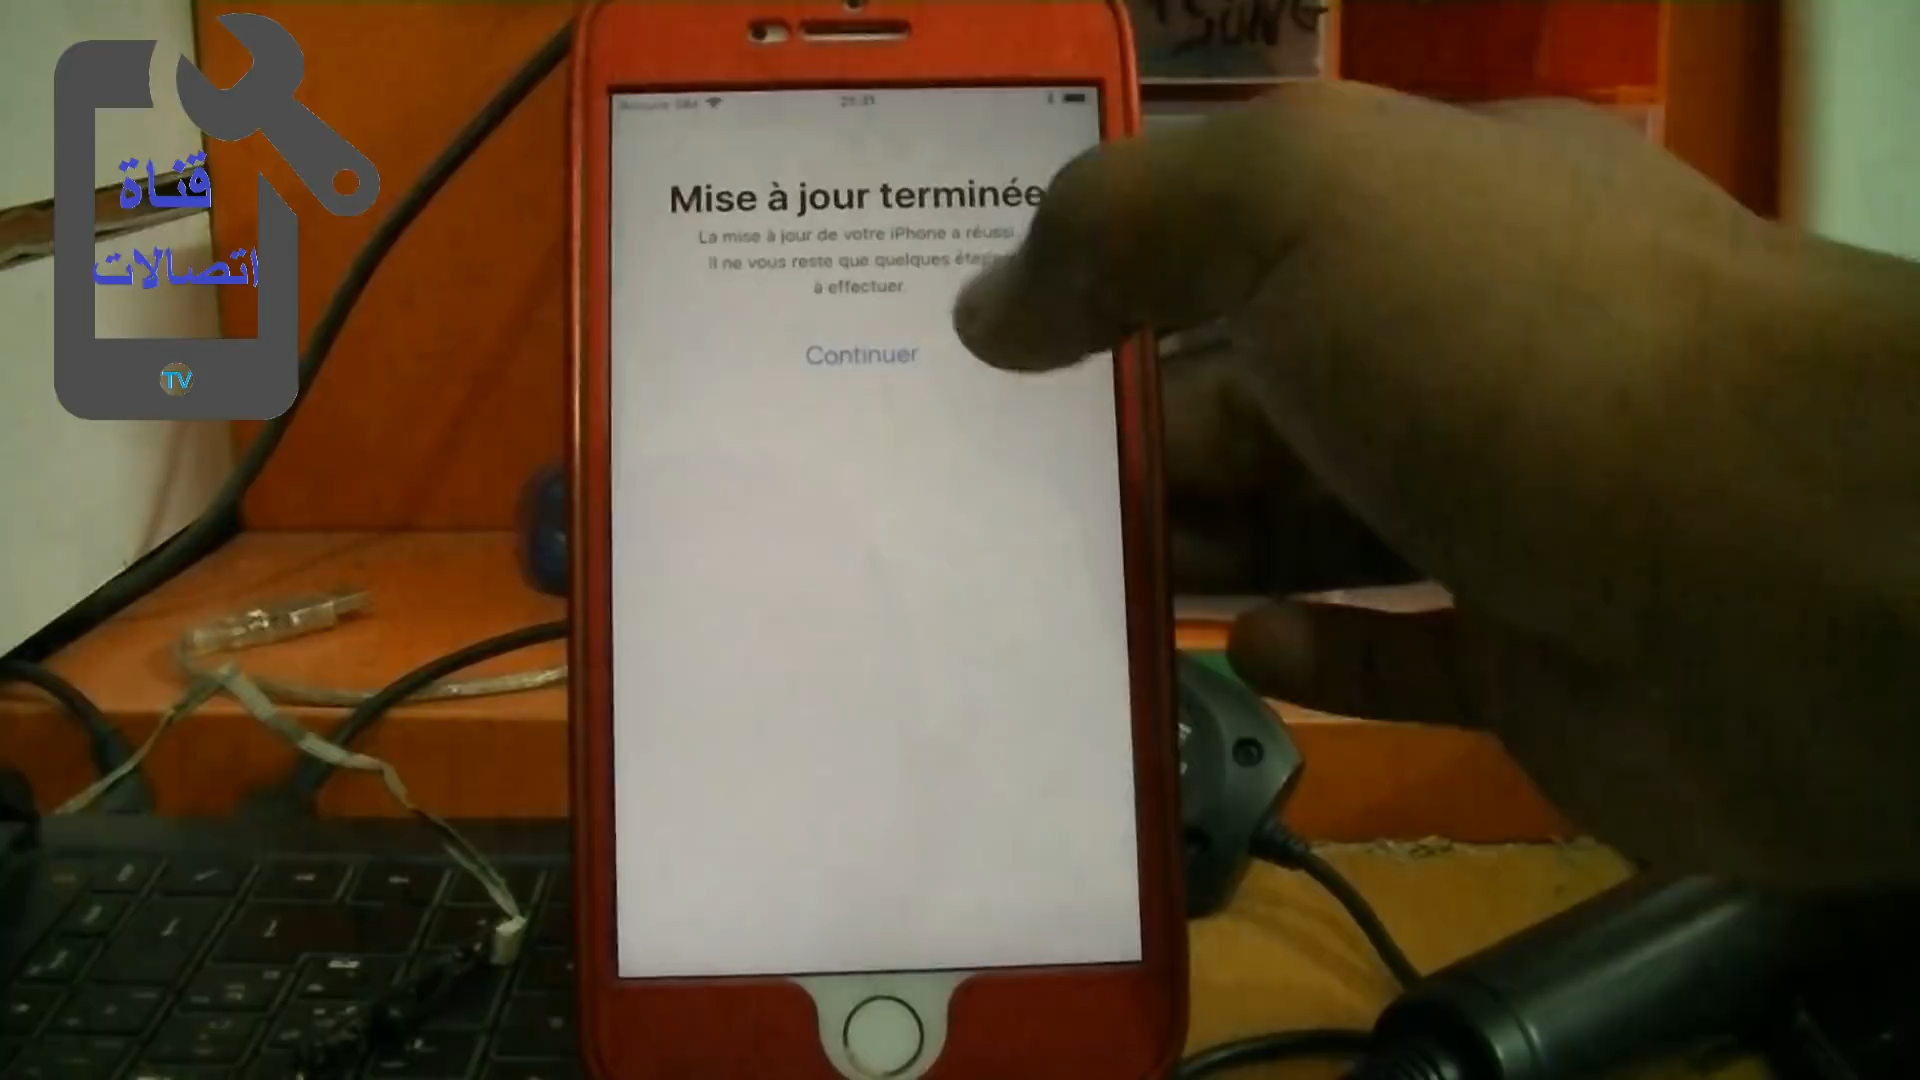 قناة
اتصالات
TV
Mise à jour terminée
La mise à jour de votre iPhone a réussi.
Il ne vous reste que quelques
à effectuer.
Continuer